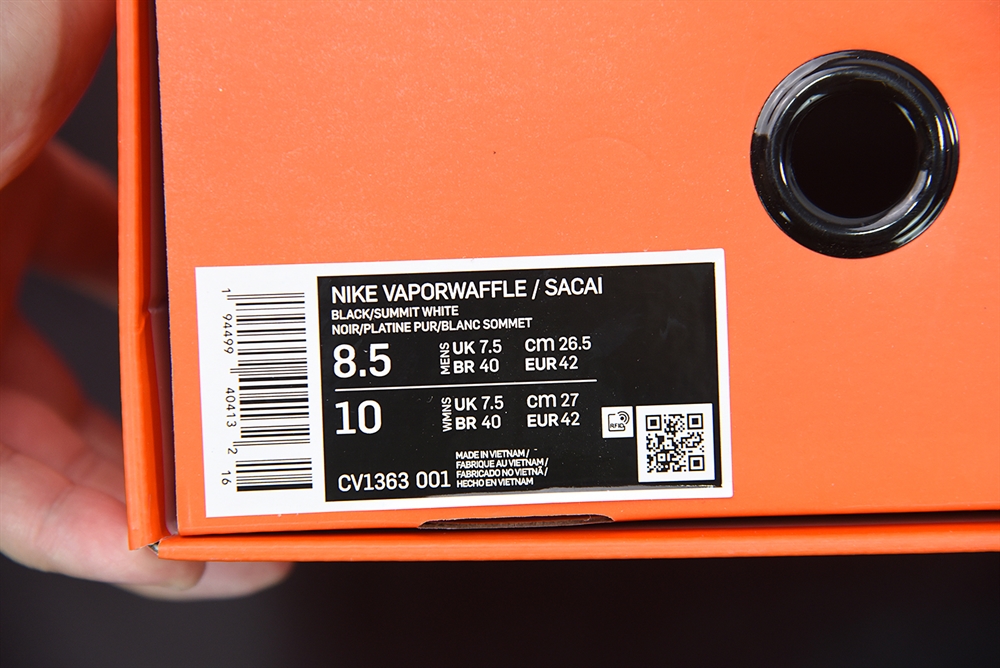 NIKE VAPORWAFFLE / SACAI
BLACK/SUMMIT WHITE
NOIR/PLATINE PUR/BLANC SOMMET
8.5 MENS UK 7.5 cm 26.5
BR 40 EUR 42
10 WMNS UK 7.5 cm 27
BR 40 EUR 42
CV1363 001
MADE IN VIETNAM/
FABRIQUE AU VIETNAM/
FABRICADO NO VIETNÃ/
HECHO EN VIETNAM
RFID
1 94499 40413 2 16